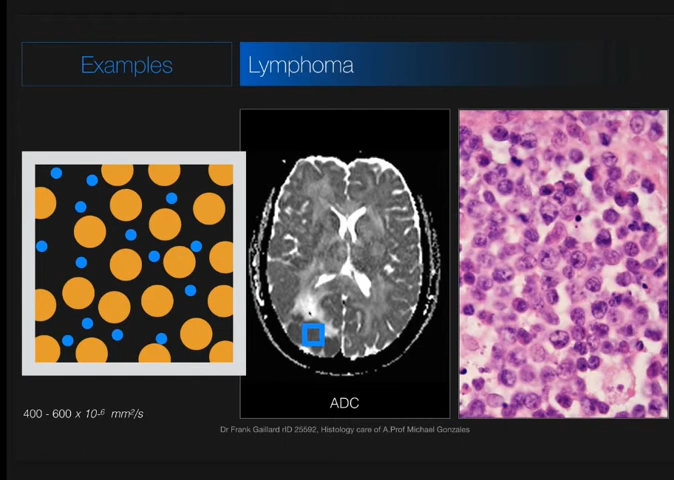 Examples
Lymphoma
ADC
400 - 600 x 10⁻⁶ mm²/s
Dr Frank Gaillard rID 25592, Histology care of A.Prof Michael Gonzales